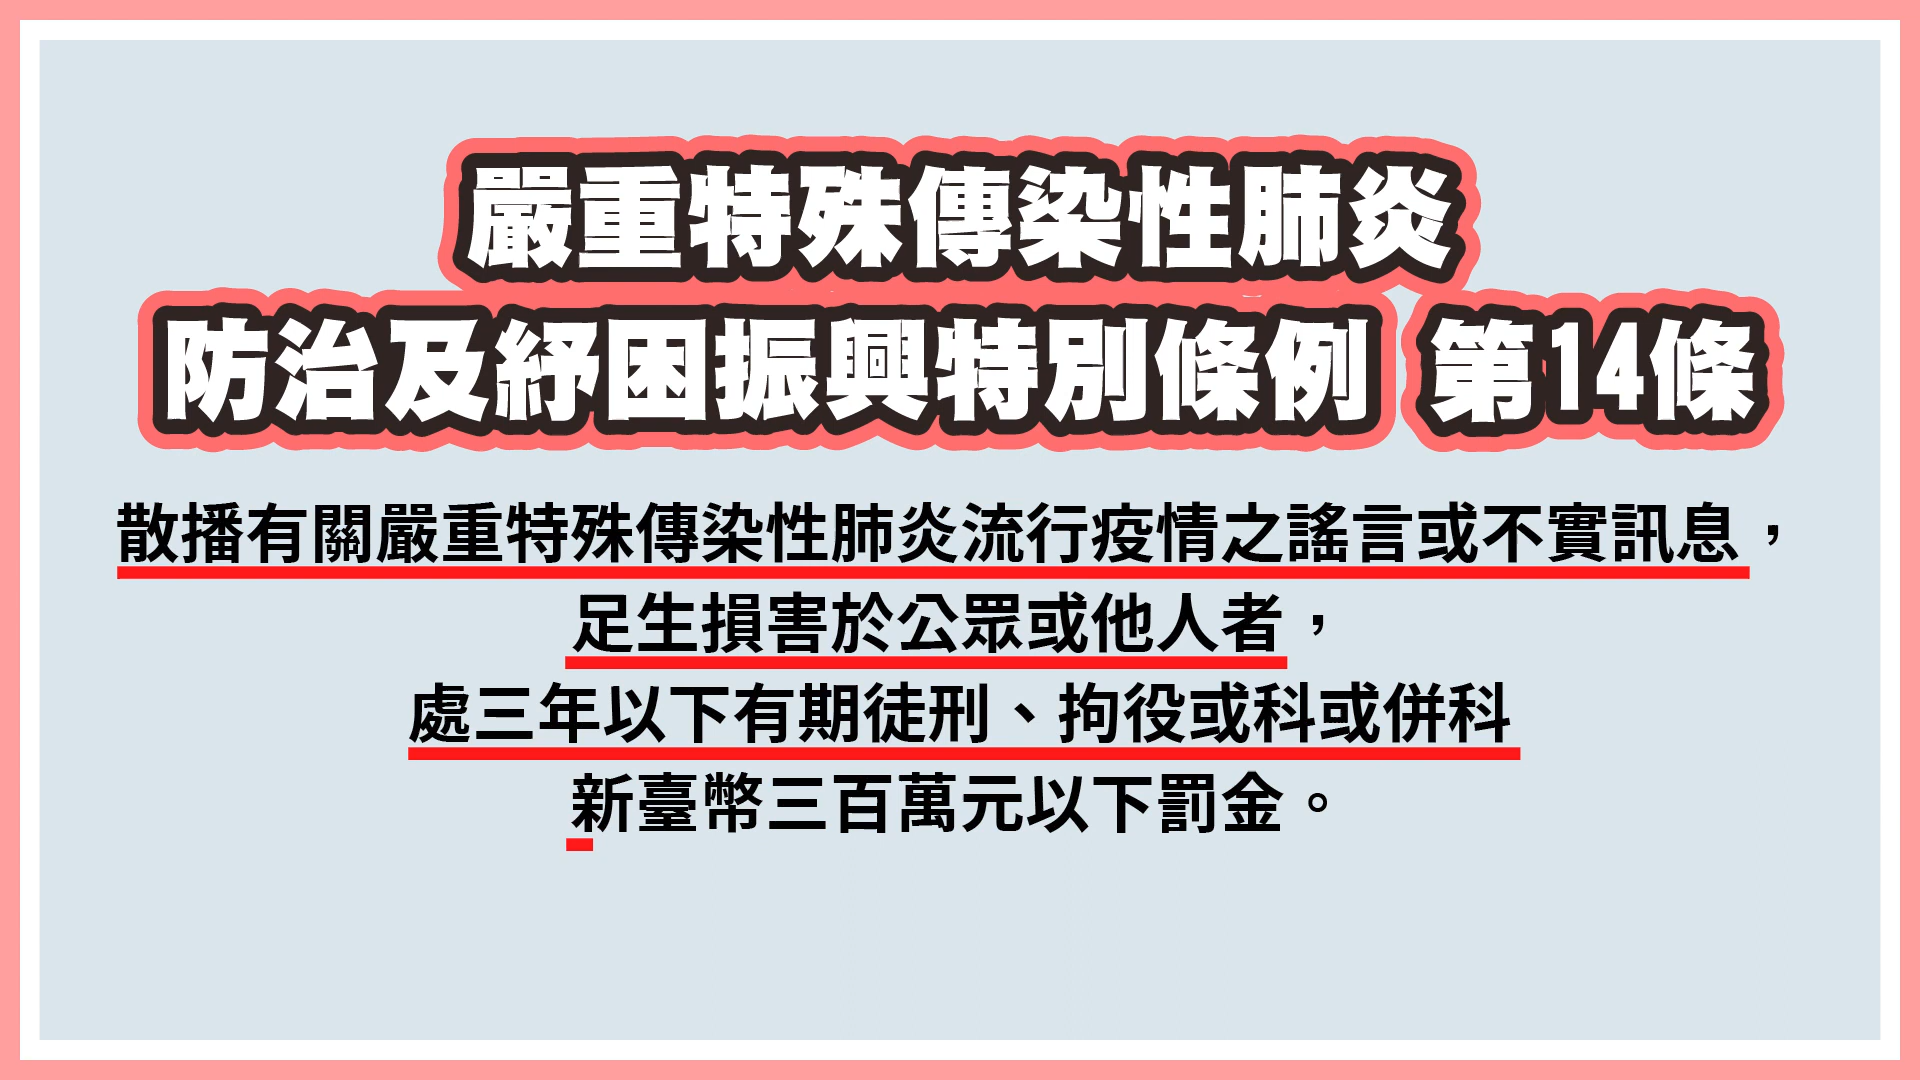 嚴重特殊傳染性肺炎
防治及紓困振興特別條例 第14條
散播有關嚴重特殊傳染性肺炎流行疫情之謠言或不實訊息，
足生損害於公眾或他人者，
處三年以下有期徒刑、拘役或科或併科
新臺幣三百萬元以下罰金。